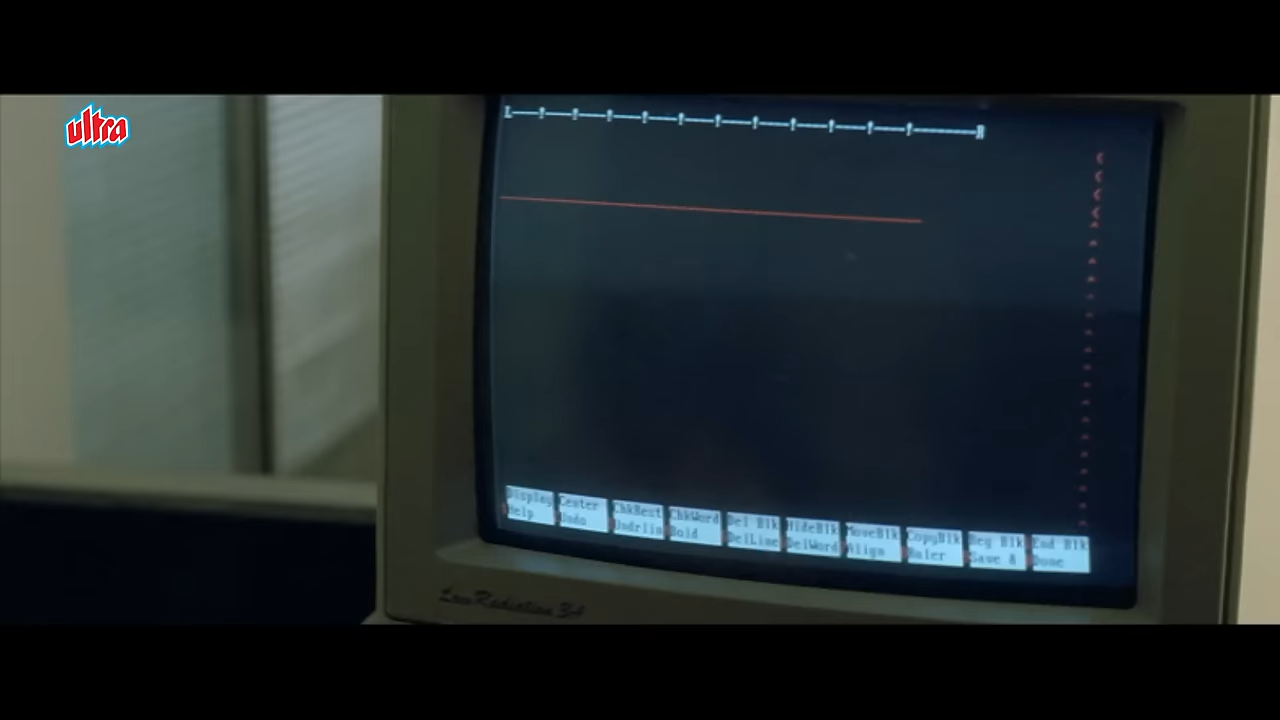 ultra
L----!----!----!----!----!----!----!----!----!----!----!--------R
Display Center ChkRest ChkWord Del Blk HideBlk MoveBlk CopyBlk Beg Blk End Blk
Help Undo Undrlin Bold DelLine DelWord Align Ruler Save & Done
Low Radiation